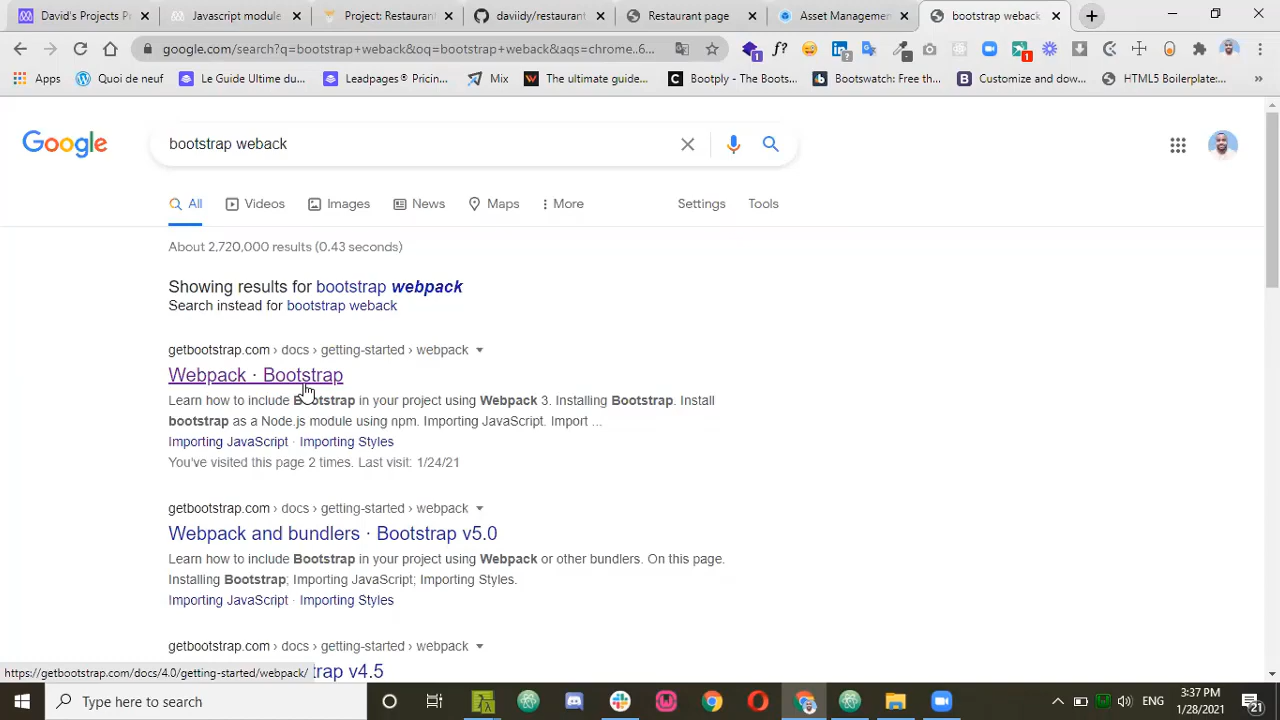 David's Projects Pr
Javascript module
Project: Restauran
daviidy/restauran
Restaurant page
Asset Management
bootstrap weback
google.com/search?q=bootstrap+weback&oq=bootstrap+weback&aqs=chrome..6...
Apps
Quoi de neuf
Le Guide Ultime du...
Leadpages® Pricin...
Mix
The ultimate guide...
Bootply - The Boots...
Bootswatch: Free th...
Customize and dow...
HTML5 Boilerplate:...
Google
bootstrap weback
All
Videos
Images
News
Maps
More
Settings
Tools
About 2,720,000 results (0.43 seconds)
Showing results for bootstrap webpack
Search instead for bootstrap weback
getbootstrap.com › docs › getting-started › webpack
Webpack · Bootstrap
Learn how to include Bootstrap in your project using Webpack 3. Installing Bootstrap. Install
bootstrap as a Node.js module using npm. Importing JavaScript. Import ...
Importing JavaScript · Importing Styles
You've visited this page 2 times. Last visit: 1/24/21
getbootstrap.com › docs › getting-started › webpack
Webpack and bundlers · Bootstrap v5.0
Learn how to include Bootstrap in your project using Webpack or other bundlers. On this page.
Installing Bootstrap; Importing JavaScript; Importing Styles.
Importing JavaScript · Importing Styles
getbootstrap.com › docs › getting-started › webpack
trap v4.5
https://getbootstrap.com/docs/4.0/getting-started/webpack/
Type here to search
ENG
3:37 PM
1/28/2021
21